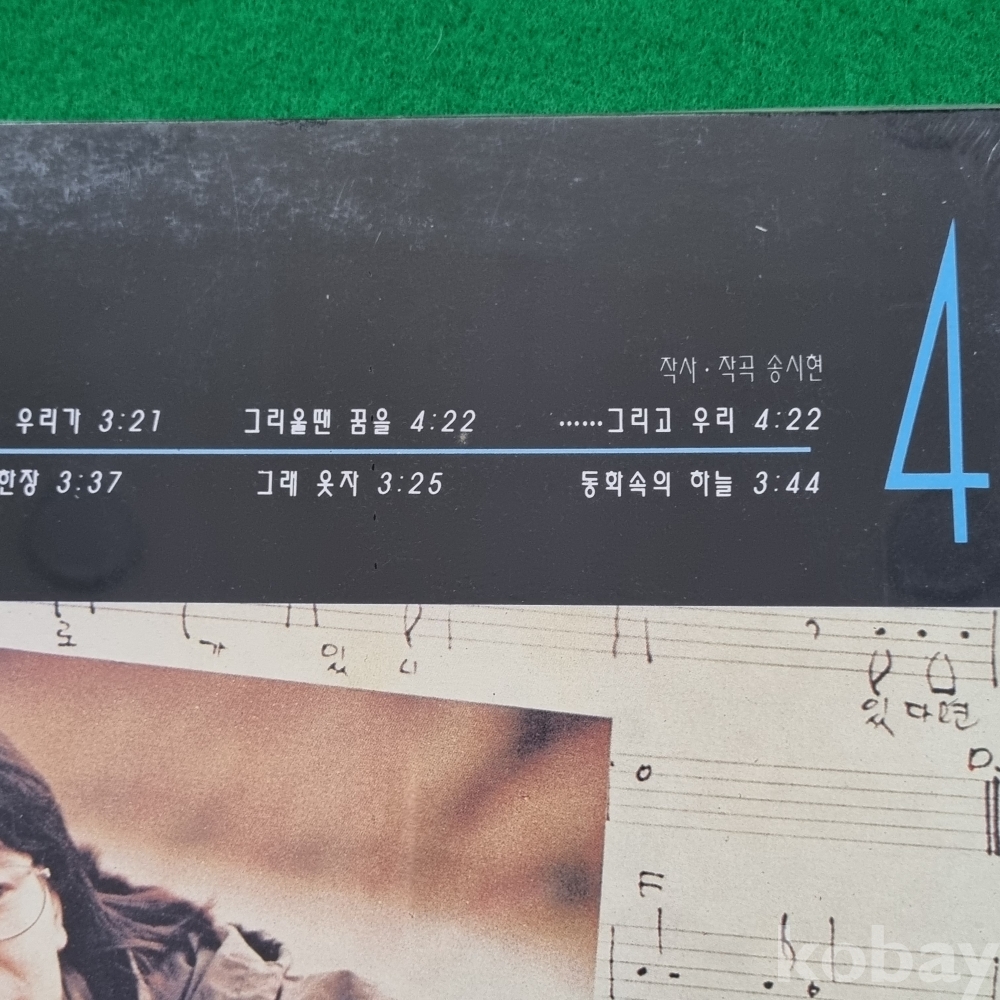 작사·작곡 송시현
우리가 3:21 그리울땐 꿈을 4:22 ······그리고 우리 4:22
한장 3:37 그래 웃자 3:25 동화속의 하늘 3:44
4
로 가 있
있다면
D.
F
kobay